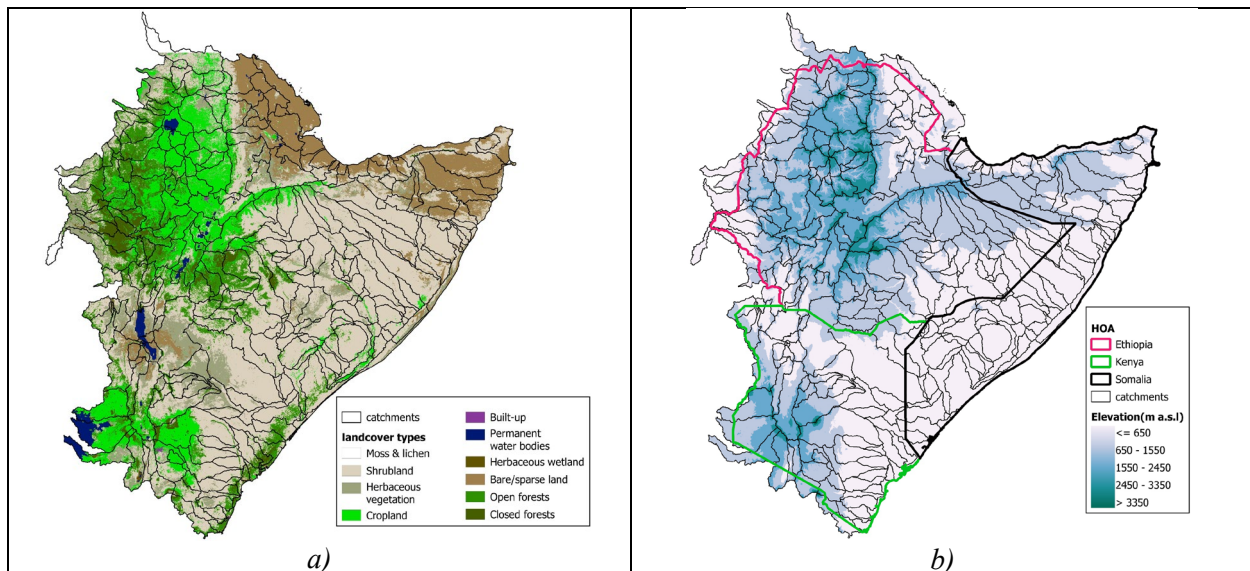 catchments
landcover types
Moss & lichen
Shrubland
Herbaceous
vegetation
Cropland
Built-up
Permanent
water bodies
Herbaceous wetland
Bare/sparse land
Open forests
Closed forests
a)
HOA
Ethiopia
Kenya
Somalia
catchments
Elevation(m a.s.l)
<= 650
650 - 1550
1550 - 2450
2450 - 3350
> 3350
b)